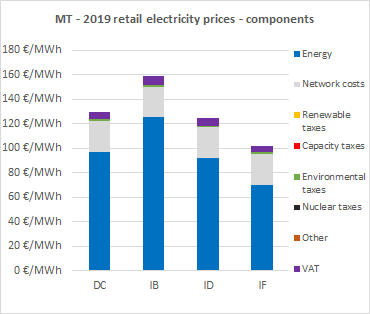 MT - 2019 retail electricity prices - components
180 €/MWh
160 €/MWh
140 €/MWh
120 €/MWh
100 €/MWh
80 €/MWh
60 €/MWh
40 €/MWh
20 €/MWh
0 €/MWh
DC
IB
ID
IF
Energy
Network costs
Renewable
taxes
Capacity taxes
Environmental
taxes
Nuclear taxes
Other
VAT